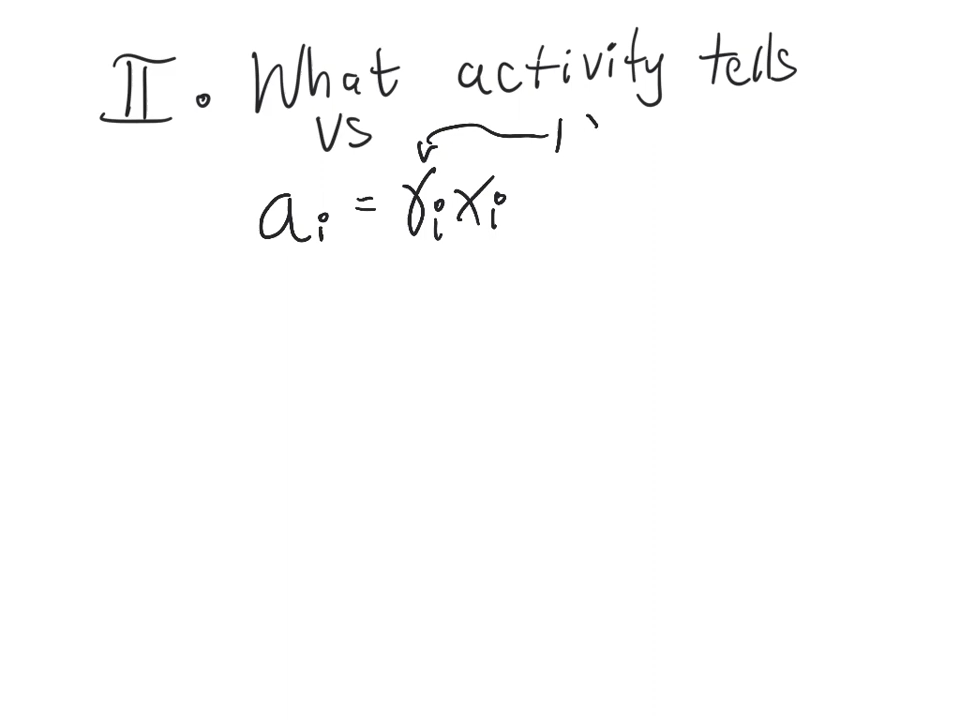 II. What activity tells
vs
aᵢ = γᵢxᵢ